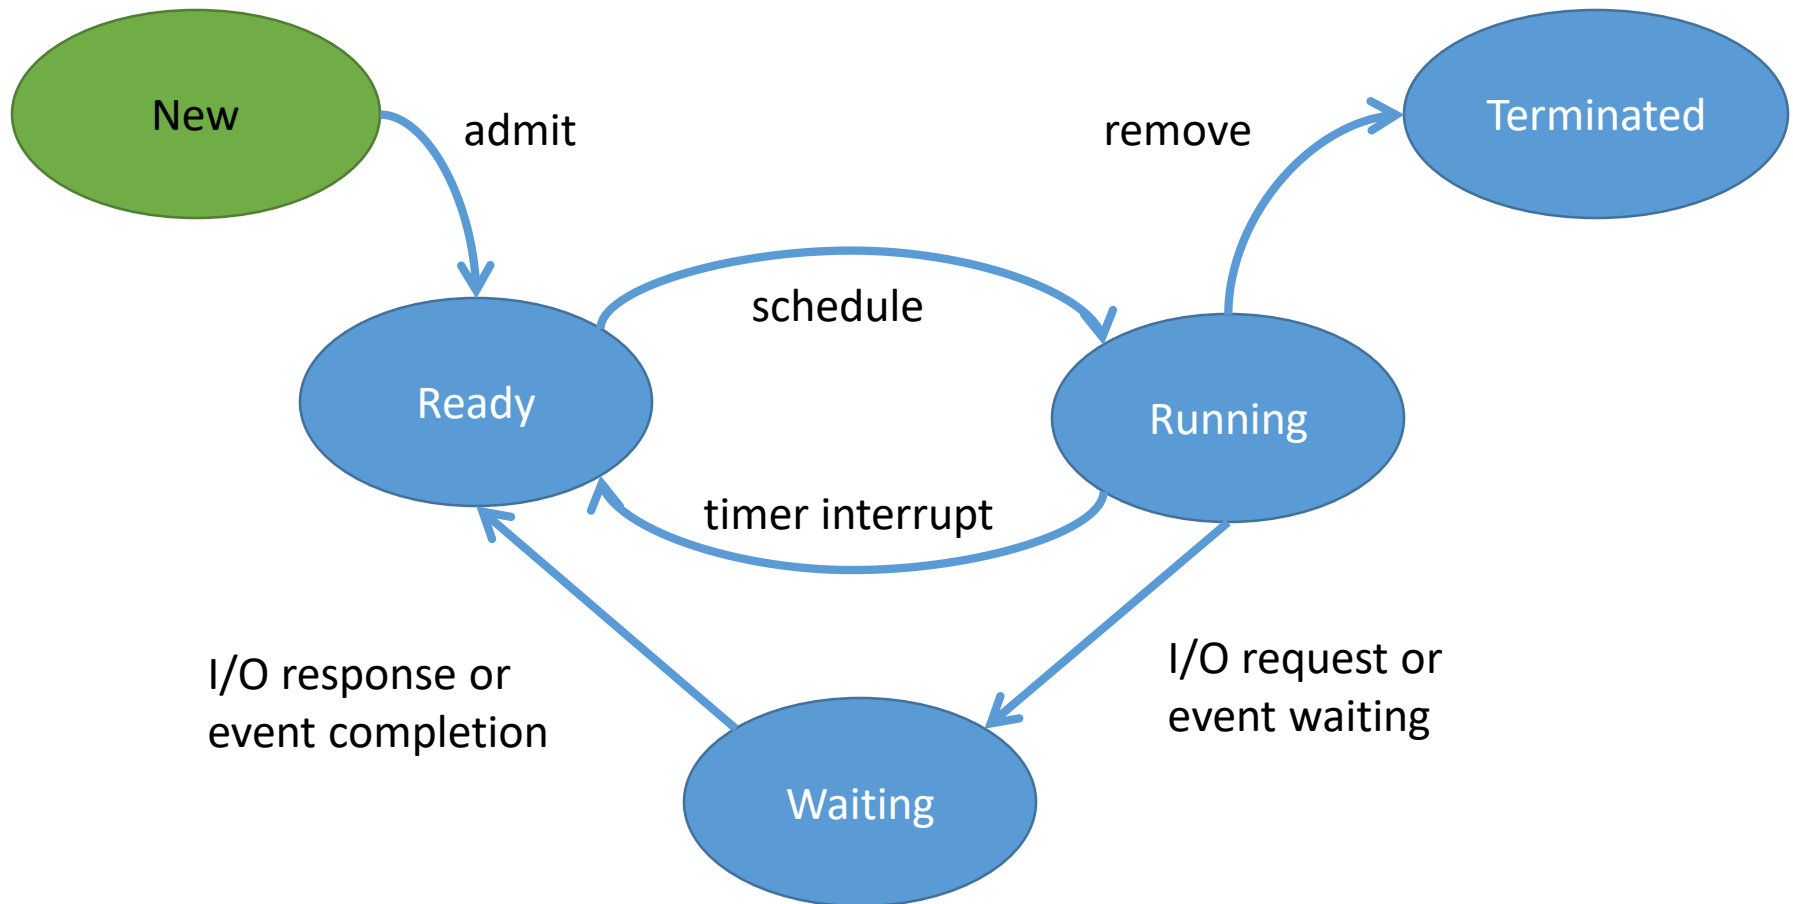 New
admit
remove
Terminated
schedule
Ready
Running
timer interrupt
I/O response or
event completion
I/O request or
event waiting
Waiting